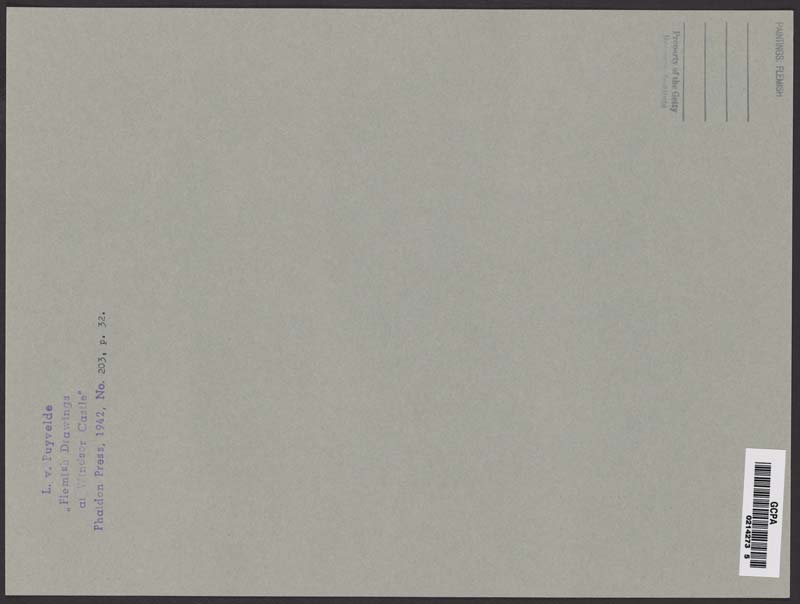 PAINTINGS: FLEMISH
Property of the Getty
L. v. Puyvelde
„Flemish Drawings
at Windsor Castle"
Phaidon Press, 1942, No. 203, p. 32.
GCPA
0214273 5